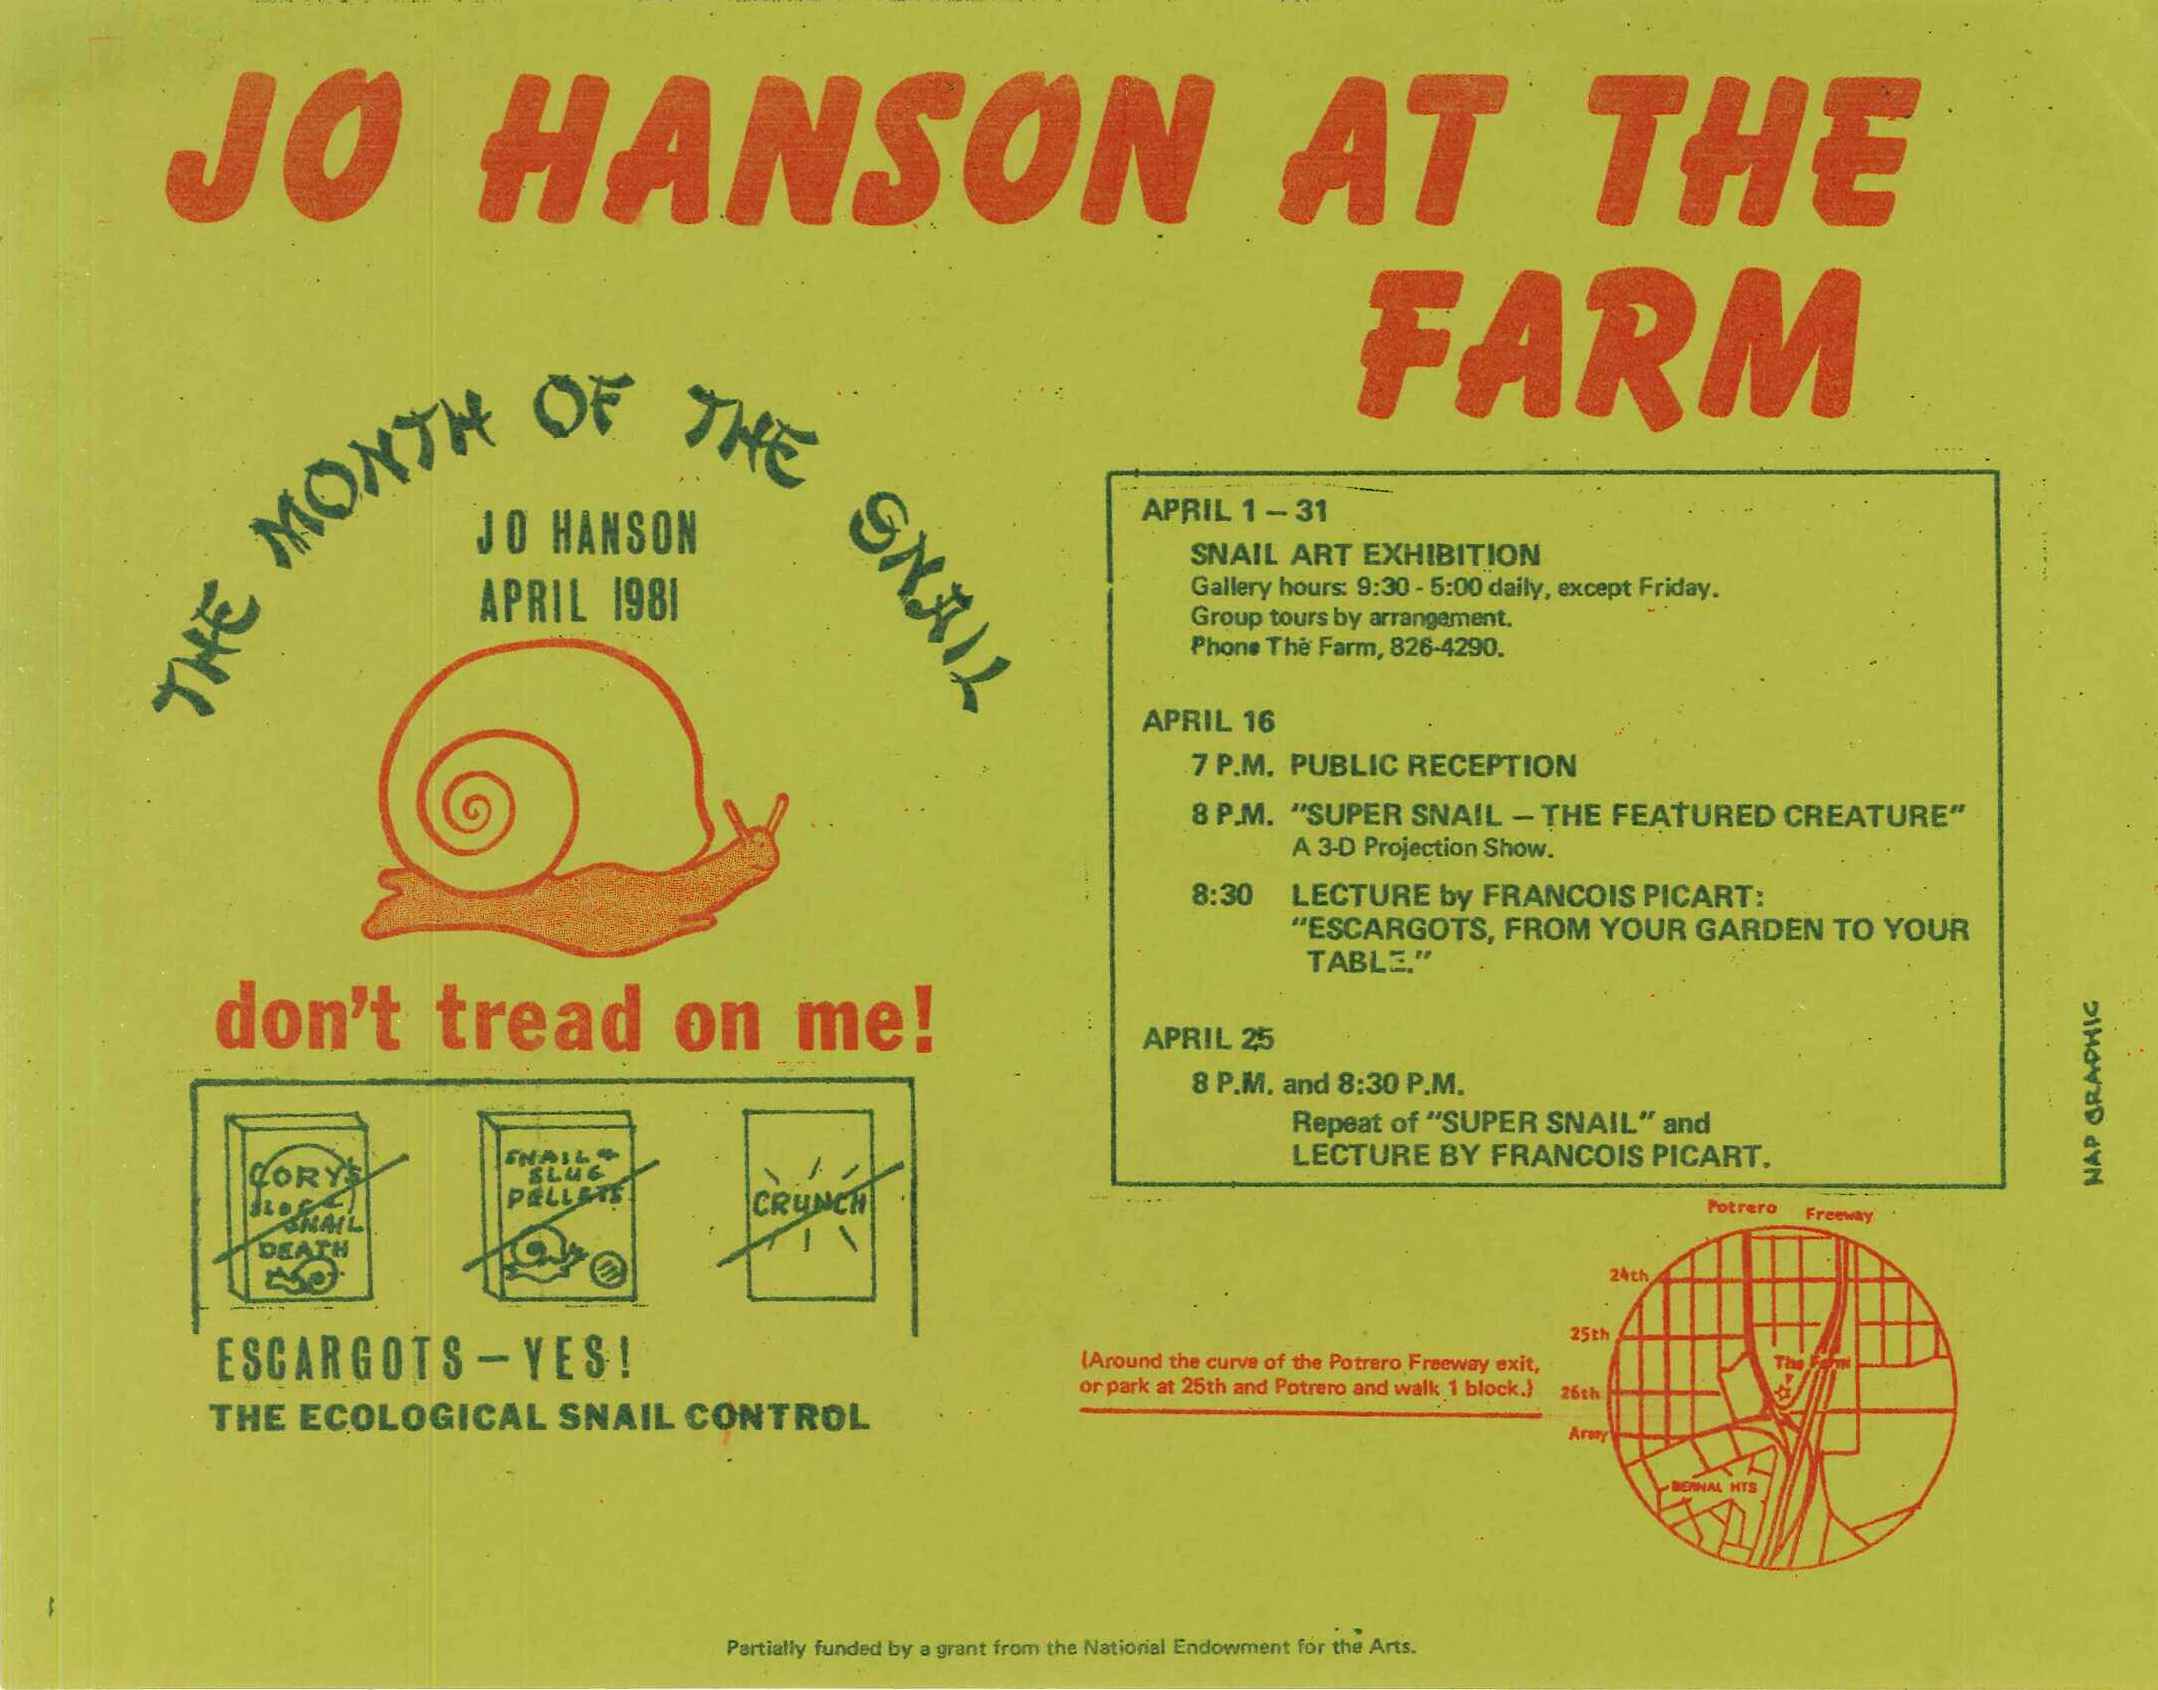 JO HANSON AT THE
FARM
THE MONTH OF THE SNAIL
JO HANSON
APRIL 1981
don't tread on me!
CORY'S
SLUG &
SNAIL
DEATH
SNAIL &
SLUG
PELLETS
CRUNCH
ESCARGOTS – YES!
THE ECOLOGICAL SNAIL CONTROL
APRIL 1 – 31
SNAIL ART EXHIBITION
Gallery hours: 9:30 - 5:00 daily, except Friday.
Group tours by arrangement.
Phone The Farm, 826-4290.
APRIL 16
7 P.M. PUBLIC RECEPTION
8 P.M. "SUPER SNAIL – THE FEATURED CREATURE"
A 3-D Projection Show.
8:30 LECTURE by FRANCOIS PICART:
"ESCARGOTS, FROM YOUR GARDEN TO YOUR
TABLE."
APRIL 25
8 P.M. and 8:30 P.M.
Repeat of "SUPER SNAIL" and
LECTURE BY FRANCOIS PICART.
NAP GRAPHIC
Potrero Freeway
24th
25th
The Farm
(Around the curve of the Potrero Freeway exit,
or park at 25th and Potrero and walk 1 block.)
26th
Army
BERNAL HTS
Partially funded by a grant from the National Endowment for the Arts.